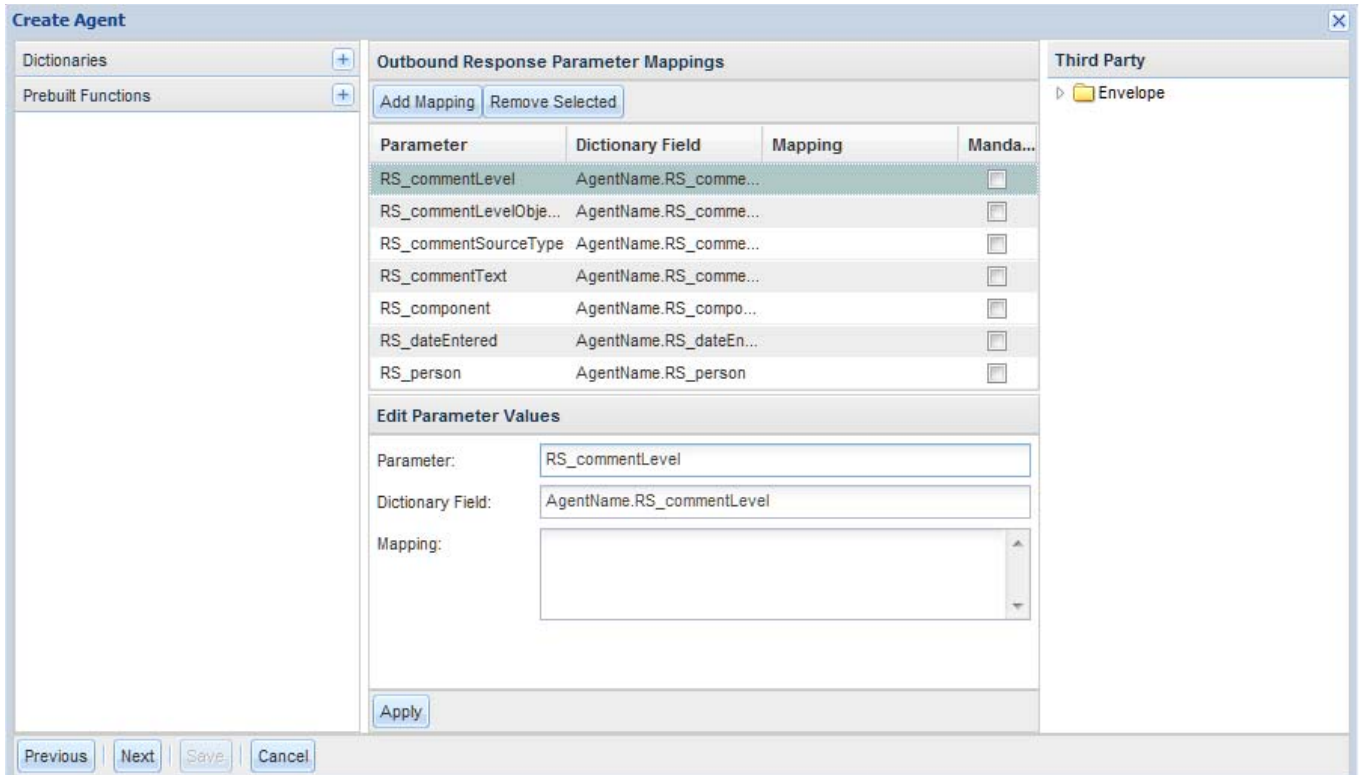 Create Agent
Dictionaries
Prebuilt Functions
Outbound Response Parameter Mappings
Add Mapping Remove Selected
Parameter Dictionary Field Mapping Manda...
RS_commentLevel AgentName.RS_comme...
RS_commentLevelObje... AgentName.RS_comme...
RS_commentSourceType AgentName.RS_comme...
RS_commentText AgentName.RS_comme...
RS_component AgentName.RS_compo...
RS_dateEntered AgentName.RS_dateEn...
RS_person AgentName.RS_person
Edit Parameter Values
Parameter: RS_commentLevel
Dictionary Field: AgentName.RS_commentLevel
Mapping:
Apply
Third Party
Envelope
Previous Next Save Cancel